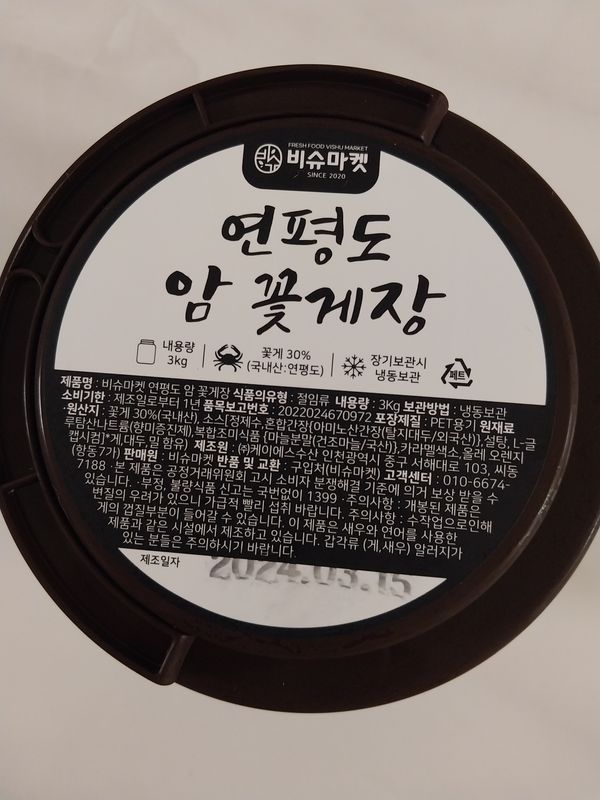 FRESH FOOD VISHU MARKET
비슈마켓
SINCE 2020
연평도
암 꽃게장
내용량
3kg
꽃게 30%
(국내산:연평도)
장기보관시
냉동보관
페트
제품명 : 비슈마켓 연평도 암 꽃게장 식품의유형 : 절임류 내용량 : 3Kg 보관방법 : 냉동보관
소비기한 : 제조일로부터 1년 품목보고번호 : 2022024670972 포장재질 : PET용기 원재료
·원산지 : 꽃게 30%(국내산), 소스[정제수,혼합간장(아미노산간장(탈지대두/외국산)),설탕, L-글
루탐산나트륨(향미증진제),복합조미식품 (마늘분말(건조마늘/국산)),카라멜색소,올레오렌지
캡시컴]*게,대두,밀 함유) 제조원 : ㈜케이에스수산 인천광역시 중구 서해대로 103, 씨동
(항동7가) 판매원 : 비슈마켓 반품 및 교환 : 구입처(비슈마켓) 고객센터 : 010-6674-
7188 · 본 제품은 공정거래위원회 고시 소비자 분쟁해결 기준에 의거 보상 받을 수
있습니다. ·부정, 불량식품 신고는 국번없이 1399 ·주의사항 : 개봉된 제품은
변질의 우려가 있으니 가급적 빨리 섭취 바랍니다. 주의사항 : 수작업으로인해
게의 껍질부분이 들어갈 수 있습니다. 이 제품은 새우와 연어를 사용한
제품과 같은 시설에서 제조하고 있습니다. 갑각류 (게,새우) 알러지가
있는 분들은 주의하시기 바랍니다.
제조일자
2024.03.15